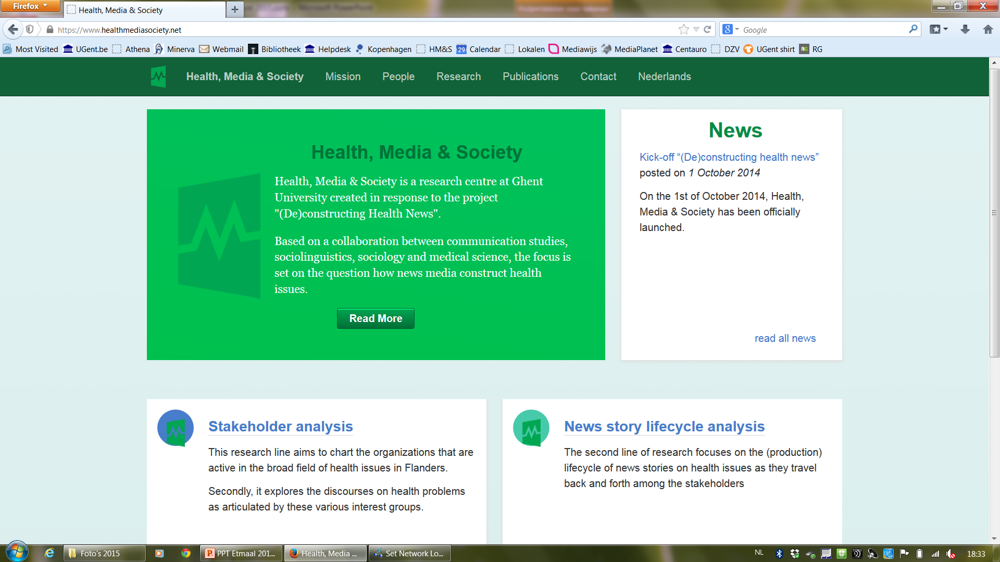 Firefox
Health, Media & Society
https://www.healthmediasociety.net
Google
Most Visited
UGent.be
Athena
Minerva
Webmail
Bibliotheek
Helpdesk
Kopenhagen
HM&S
29 Calendar
Lokalen
Mediawijs
MediaPlanet
Centauro
DZV
UGent shirt
RG RG
Health, Media & Society
Mission
People
Research
Publications
Contact
Nederlands
Health, Media & Society
Health, Media & Society is a research centre at Ghent
University created in response to the project
"(De)constructing Health News".
Based on a collaboration between communication studies,
sociolinguistics, sociology and medical science, the focus is
set on the question how news media construct health
issues.
Read More
News
Kick-off “(De)constructing health news”
posted on 1 October 2014
On the 1st of October 2014, Health,
Media & Society has been officially
launched.
read all news
Stakeholder analysis
This research line aims to chart the organizations that are
active in the broad field of health issues in Flanders.
Secondly, it explores the discourses on health problems
as articulated by these various interest groups.
News story lifecycle analysis
The second line of research focuses on the (production)
lifecycle of news stories on health issues as they travel
back and forth among the stakeholders
Foto's 2015
PPT Etmaal 201...
Health, Media ...
Set Network Lo...
NL
18:33